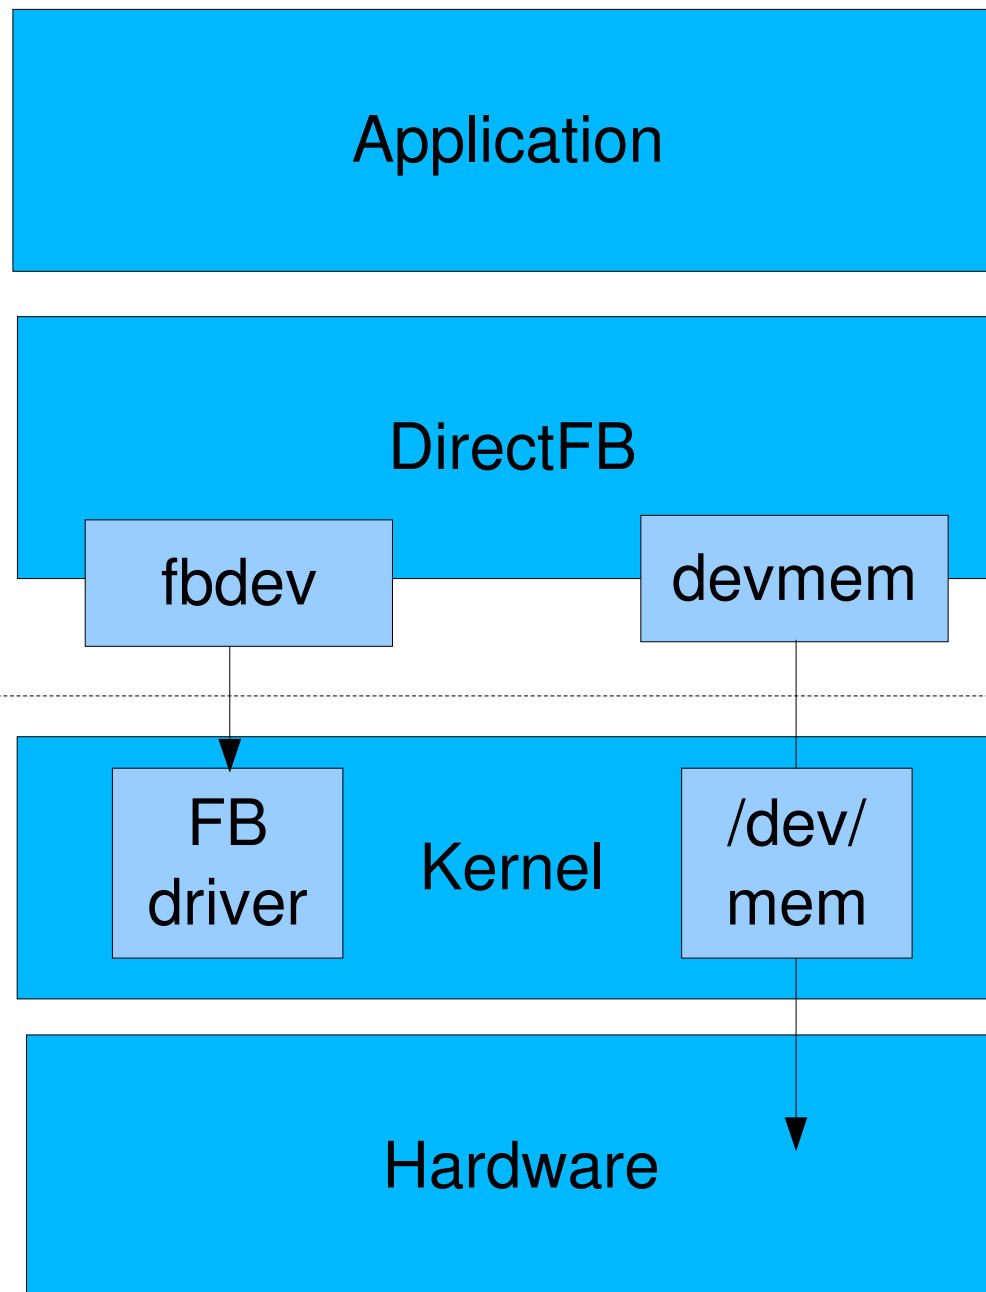 Application
DirectFB
fbdev
devmem
FB
driver
Kernel
/dev/
mem
Hardware